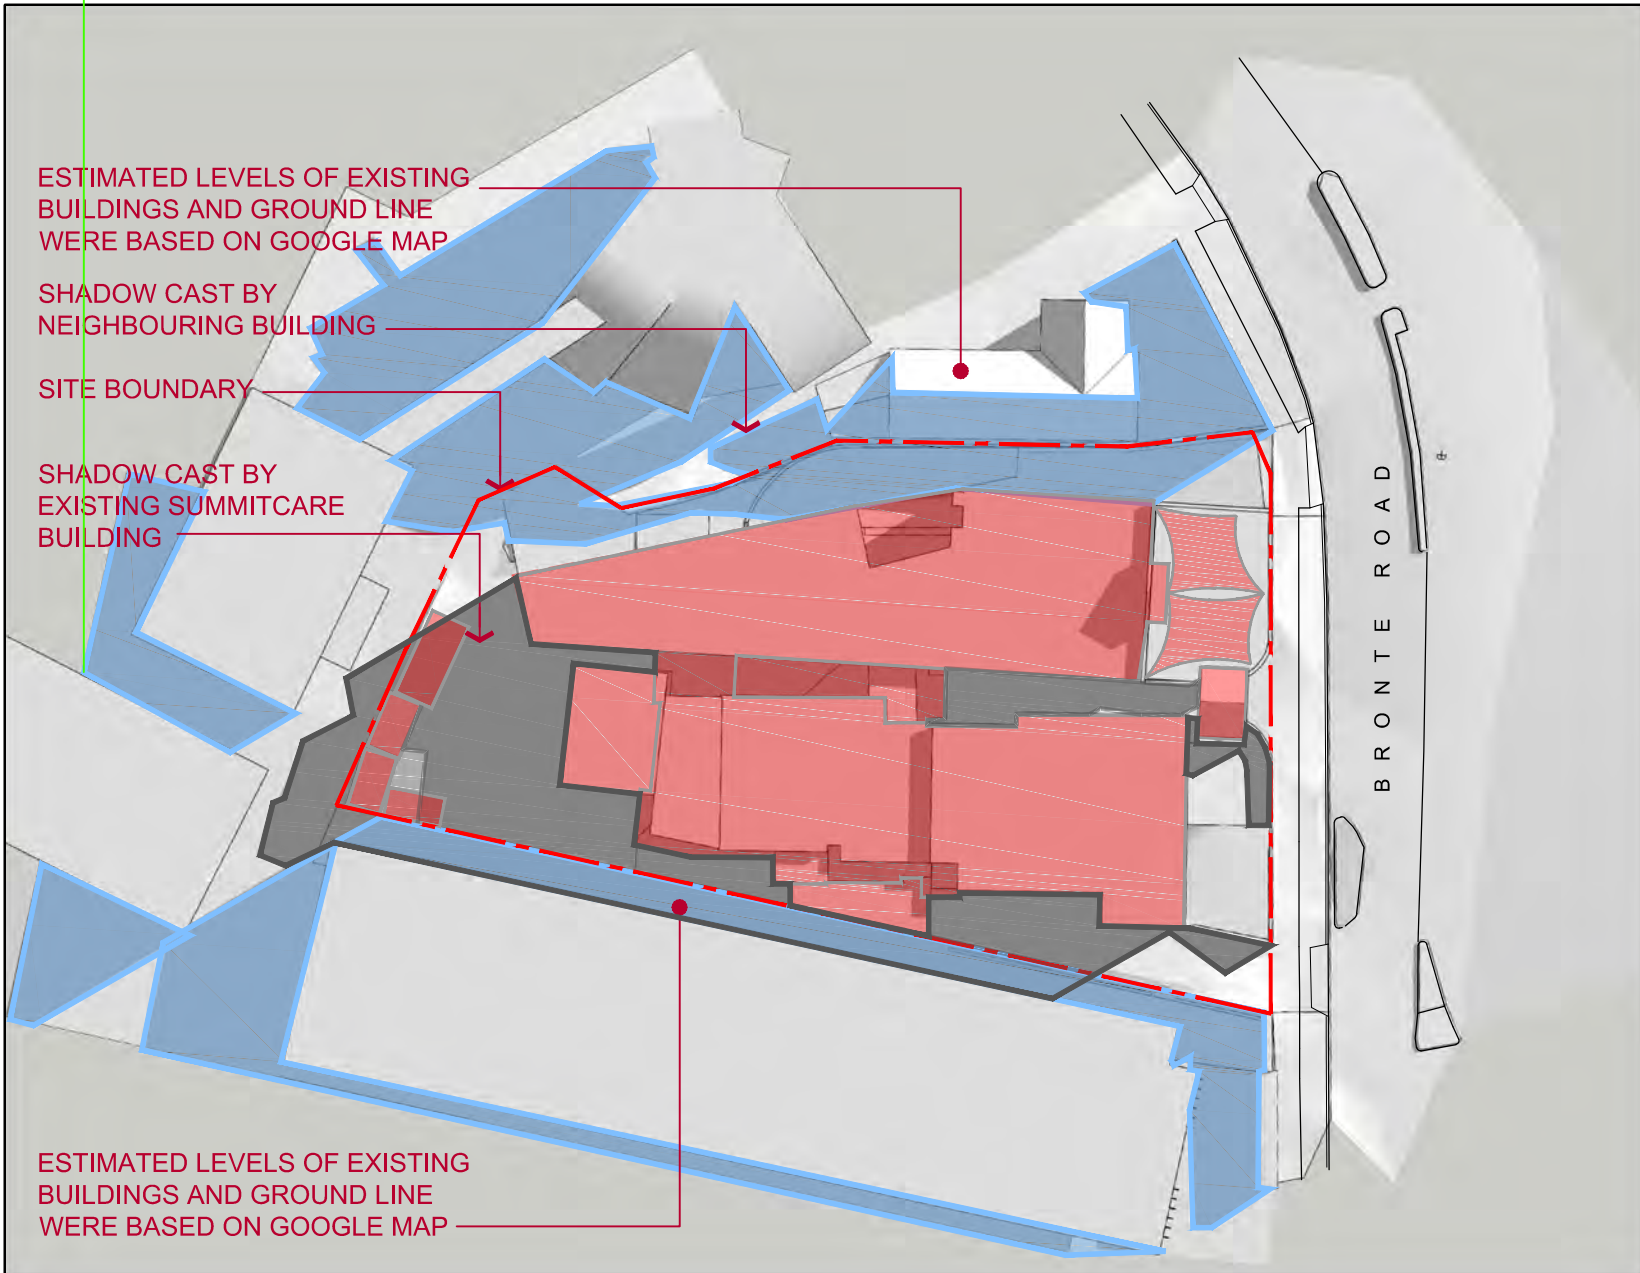 ESTIMATED LEVELS OF EXISTING
BUILDINGS AND GROUND LINE
WERE BASED ON GOOGLE MAP
SHADOW CAST BY
NEIGHBOURING BUILDING
SITE BOUNDARY
SHADOW CAST BY
EXISTING SUMMITCARE
BUILDING
BRONTE ROAD
ESTIMATED LEVELS OF EXISTING
BUILDINGS AND GROUND LINE
WERE BASED ON GOOGLE MAP